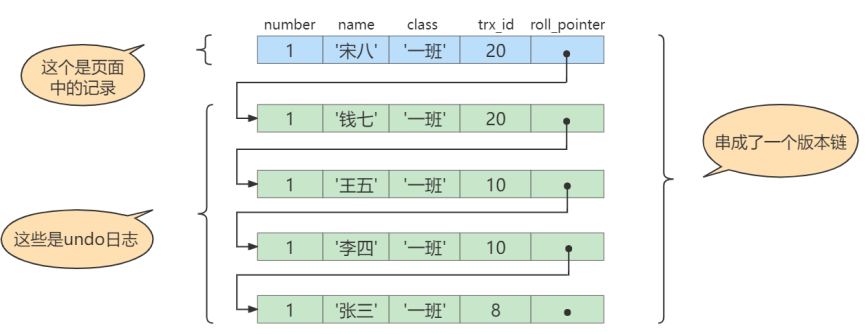 number name class trx_id roll_pointer
1 '宋八' '一班' 20
这个是页面
中的记录
1 '钱七' '一班' 20
串成了一个版本链
1 '王五' '一班' 10
这些是undo日志
1 '李四' '一班' 10
1 '张三' '一班' 8